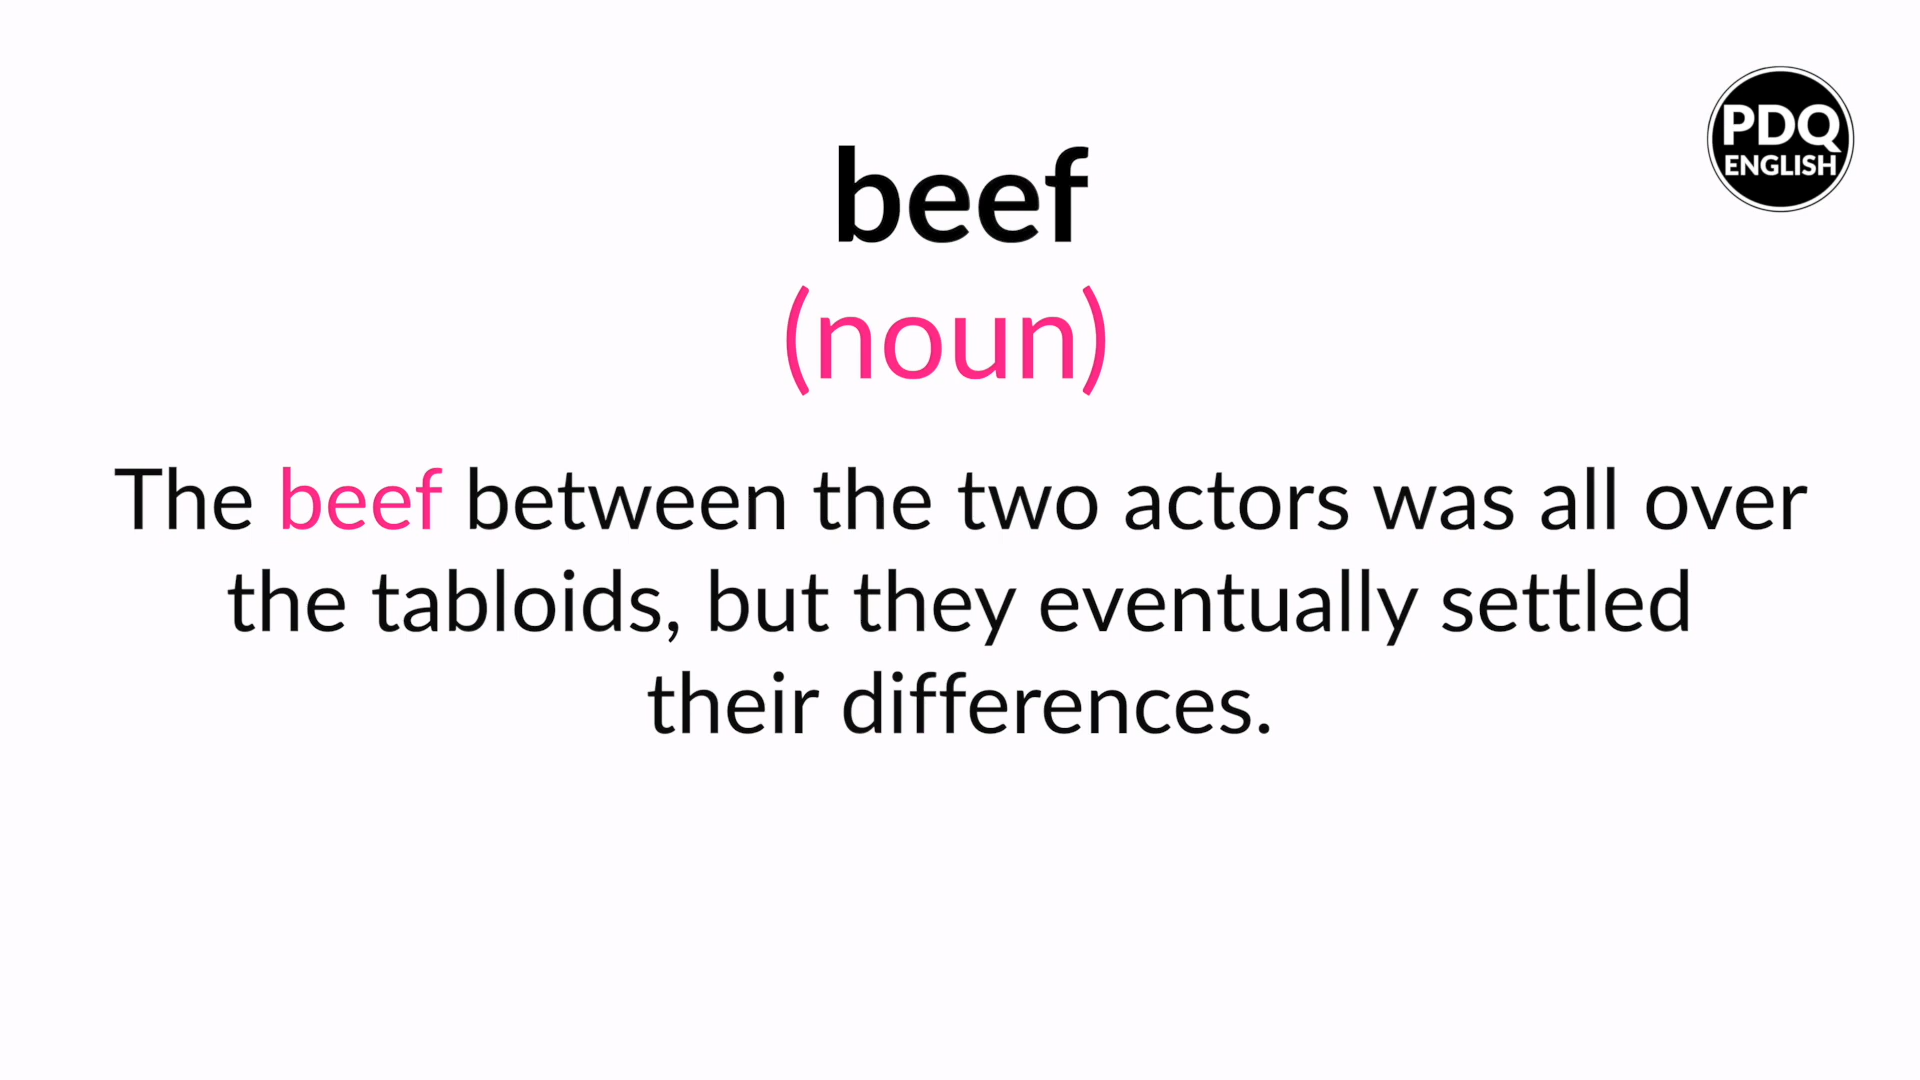 PDQ
ENGLISH
beef
(noun)
The beef between the two actors was all over
the tabloids, but they eventually settled
their differences.